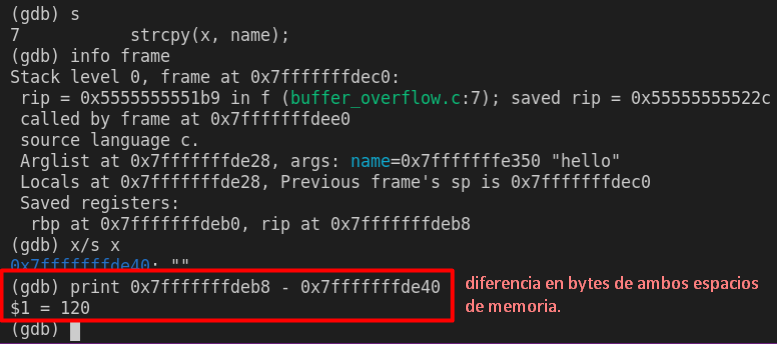 (gdb) s
7           strcpy(x, name);
(gdb) info frame
Stack level 0, frame at 0x7fffffffdec0:
 rip = 0x5555555551b9 in f (buffer_overflow.c:7); saved rip = 0x55555555522c
 called by frame at 0x7fffffffdee0
 source language c.
 Arglist at 0x7fffffffde28, args: name=0x7fffffffe350 "hello"
 Locals at 0x7fffffffde28, Previous frame's sp is 0x7fffffffdec0
 Saved registers:
  rbp at 0x7fffffffdeb0, rip at 0x7fffffffdeb8
(gdb) x/s x
0x7fffffffde40: ""
(gdb) print 0x7fffffffdeb8 - 0x7fffffffde40
$1 = 120
(gdb)
diferencia en bytes de ambos espacios
de memoria.